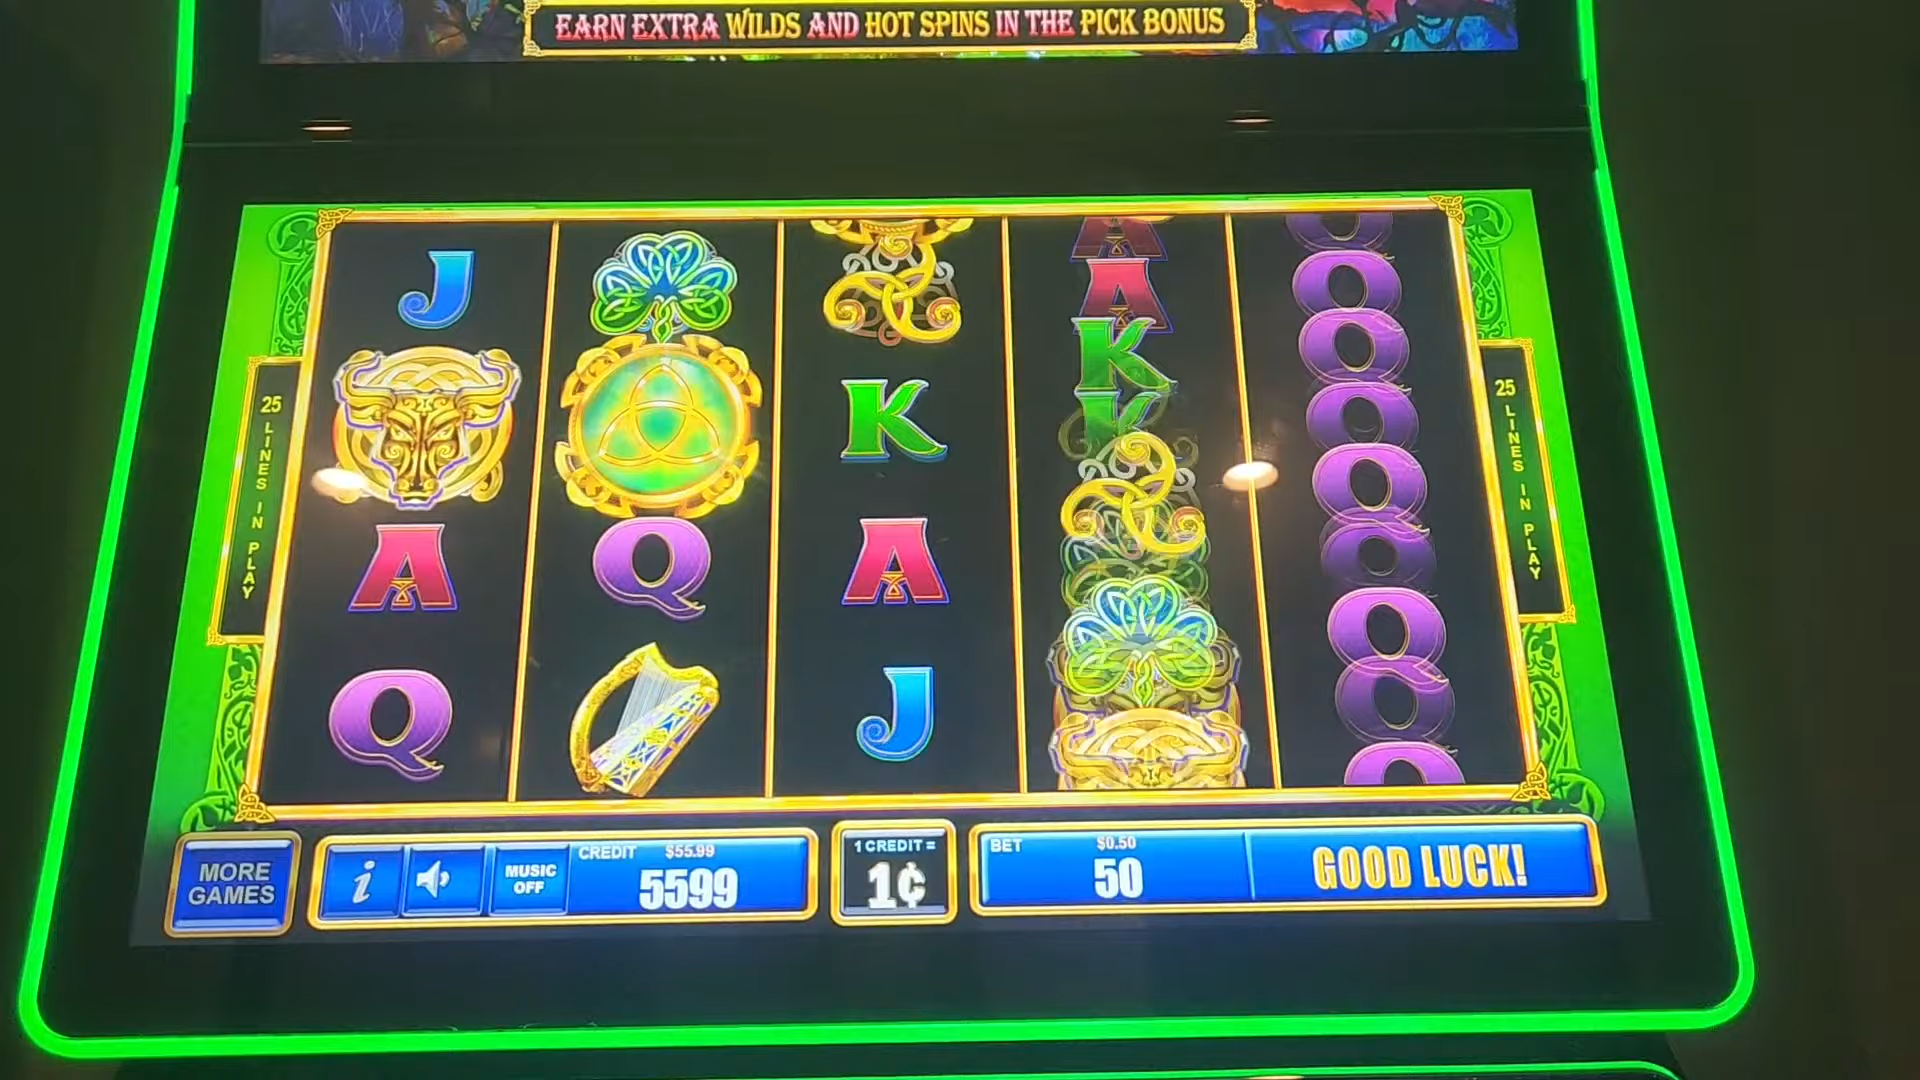 EARN EXTRA WILDS AND HOT SPINS IN THE PICK BONUS
J
A
K
Q
K
K
Q
25 LINES IN PLAY
25 LINES IN PLAY
A
Q
A
Q
J
MORE GAMES
i
MUSIC OFF
CREDIT $55.99
5599
1 CREDIT =
1¢
BET $0.50
50
GOOD LUCK!